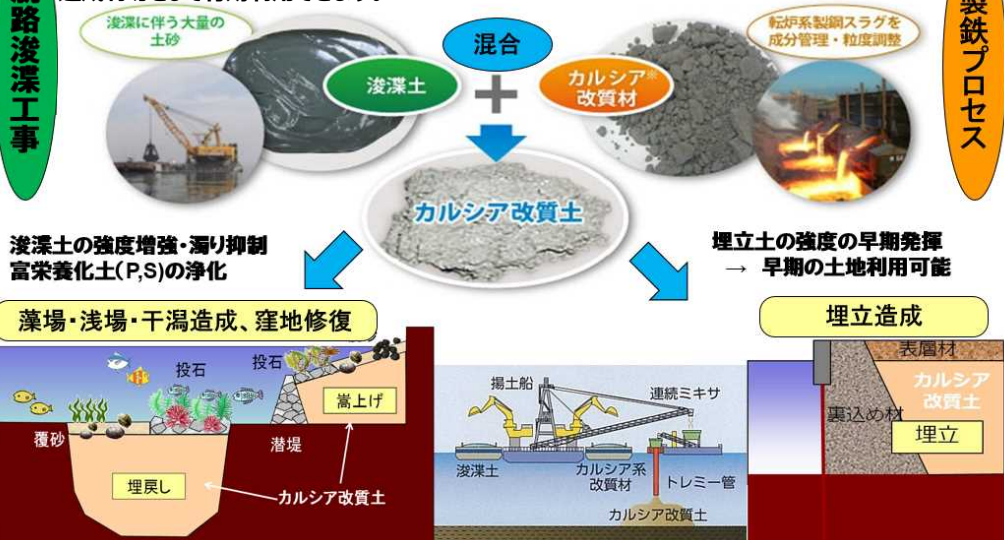 浚渫に伴う大量の
土砂
浚渫土
混合
+
カルシア※
改質材
転炉系製鋼スラグを
成分管理・粒度調整
路浚渫工事
製鉄プロセス
カルシア改質土
浚渫土の強度増強・濁り抑制
富栄養化土(P,S)の浄化
埋立土の強度の早期発揮
→ 早期の土地利用可能
藻場・浅場・干潟造成、窪地修復
埋立造成
投石
投石
嵩上げ
覆砂
潜堤
埋戻し
カルシア改質土
揚土船
連続ミキサ
浚渫土
カルシア系
改質材
トレミー管
カルシア改質土
表層材
カルシア
改質土
裏込め材
埋立